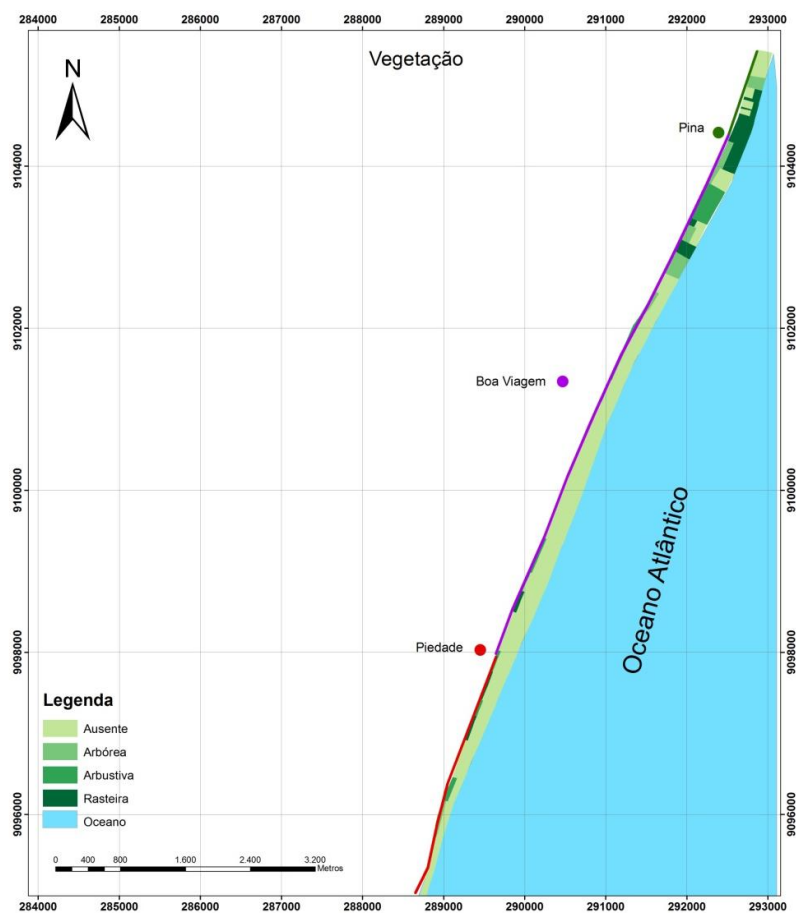 284000 285000 286000 287000 288000 289000 290000 291000 292000 293000
Vegetação
N
Pina
9104000 9104000
9102000 9102000
Boa Viagem
9100000 9100000
Oceano Atlântico
9098000 9098000
Piedade
Legenda
Ausente
Arbórea
Arbustiva
Rasteira
Oceano
9096000 9096000
0 400 800 1.600 2.400 3.200
Metros
284000 285000 286000 287000 288000 289000 290000 291000 292000 293000